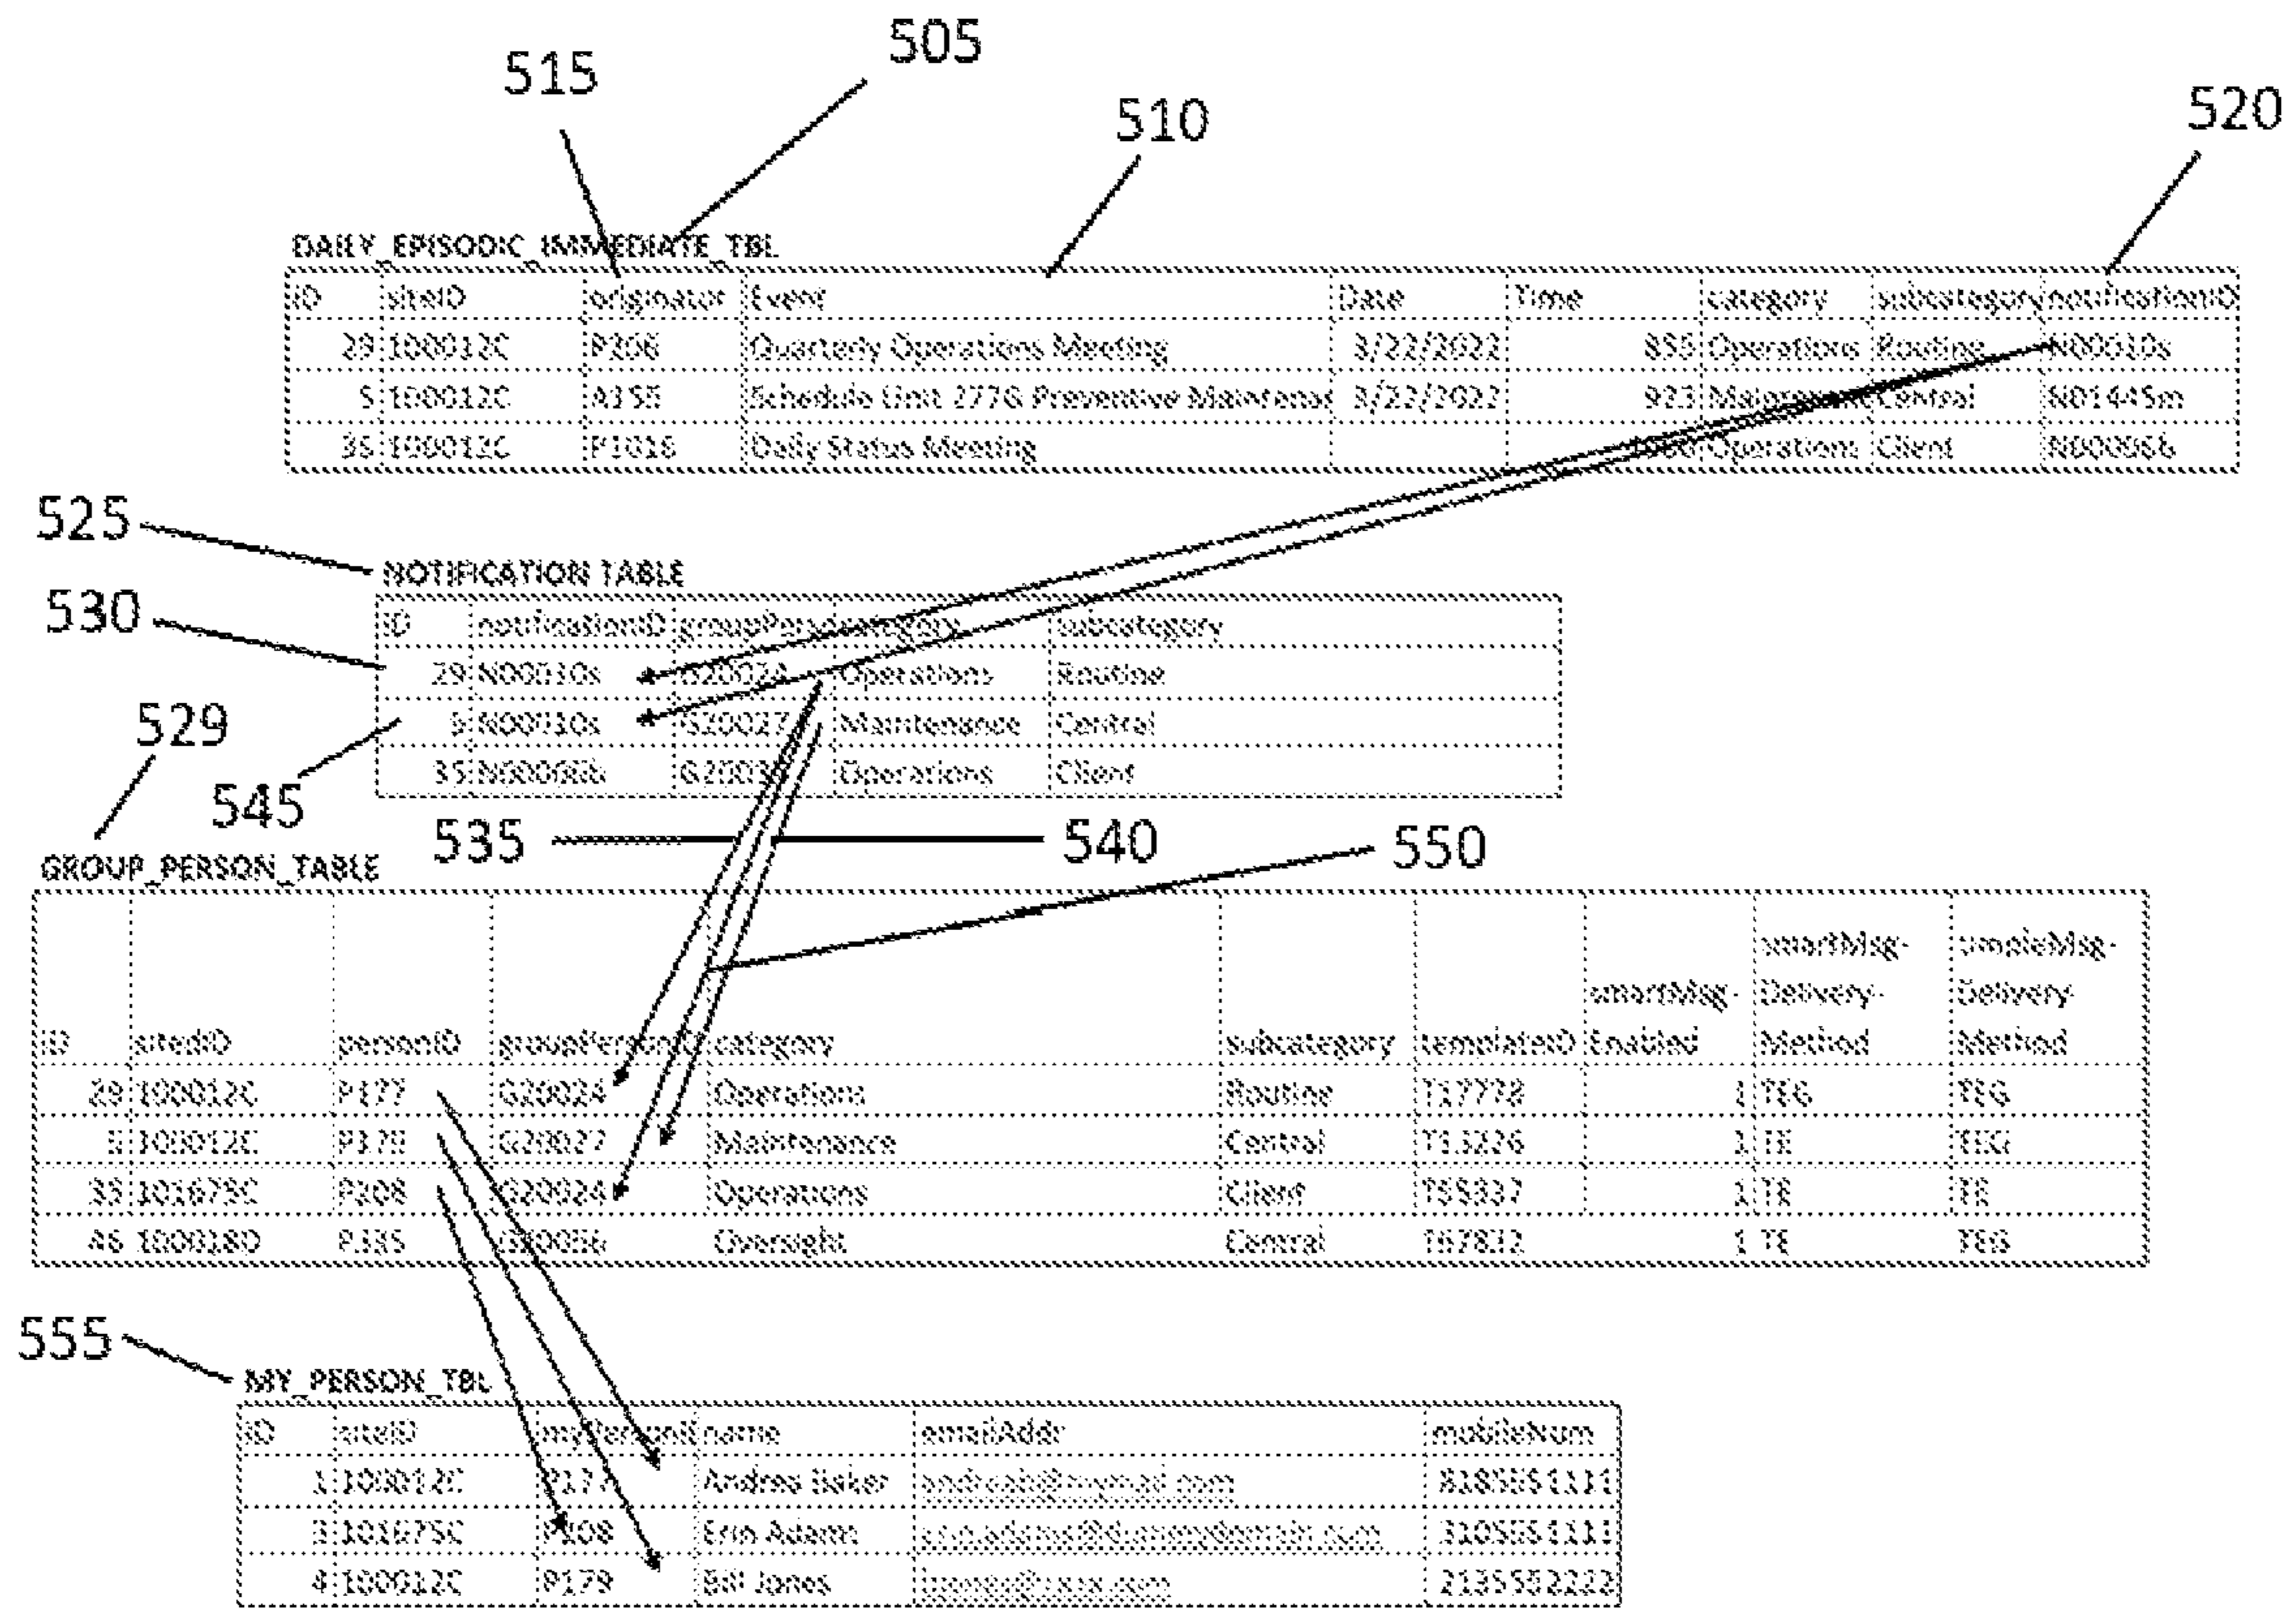 505
515
510
520
DAILY_EPISODIC_IMMEDIATE_TBL
ID siteID originator Event Date Time category subcategory notificationID
29 100012C P206 Quarterly Operations Meeting 3/22/2022 855 Operations Routine N00010s
5 100012C A155 Schedule Unit 277G Preventive Maintenan 3/22/2022 923 Central N01445m
35 100012C P1016 Daily Status Meeting Operations Client N00006b
525
NOTIFICATION TABLE
530
ID notificationID subcategory
29 N00010s Operations Routine
529
5 N00010s Maintenance Central
545
35 N00006b Operations Client
535 540 550
GROUP_PERSON_TABLE
smartMsg- simpleMsg-
smartMsg- Delivery- Delivery-
ID sitedID personID groupPersonID category subcategory templateID Enabled Method Method
29 100012C P177 G20024 Operations Routine T17778 1 TEG TEG
5 100012C P179 G20027 Maintenance Central T13226 1 TE TEG
35 101675C P208 G20024 Operations Client T55337 1 TE TE
46 100018D Oversight Central T67832 1 TE TEG
555
MY_PERSON_TBL
ID siteID name emailAddr mobileNum
1 100012C Andrea Baker 8185551111
3 101675C Erin Adams 3105551111
4 100012C P179 Bill Jones 2135552222